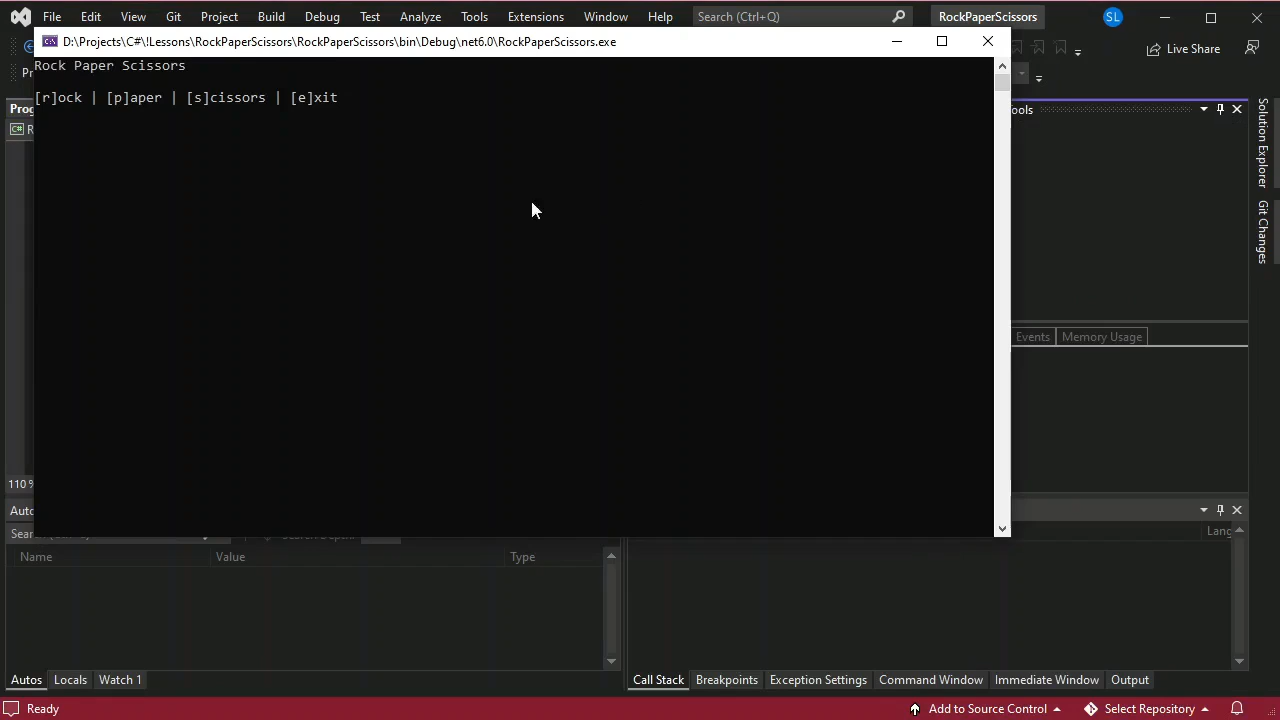 File Edit View Git Project Build Debug Test Analyze Tools Extensions Window Help Search (Ctrl+Q) RockPaperScissors SL
Live Share
D:\Projects\C#\!Lessons\RockPaperScissors\RockPaperScissors\bin\Debug\net6.0\RockPaperScissors.exe
Rock Paper Scissors
[r]ock | [p]aper | [s]cissors | [e]xit
Solution Explorer
Git Changes
Events Memory Usage
110 %
Name Value Type
Autos Locals Watch 1
Call Stack Breakpoints Exception Settings Command Window Immediate Window Output
Ready Add to Source Control Select Repository